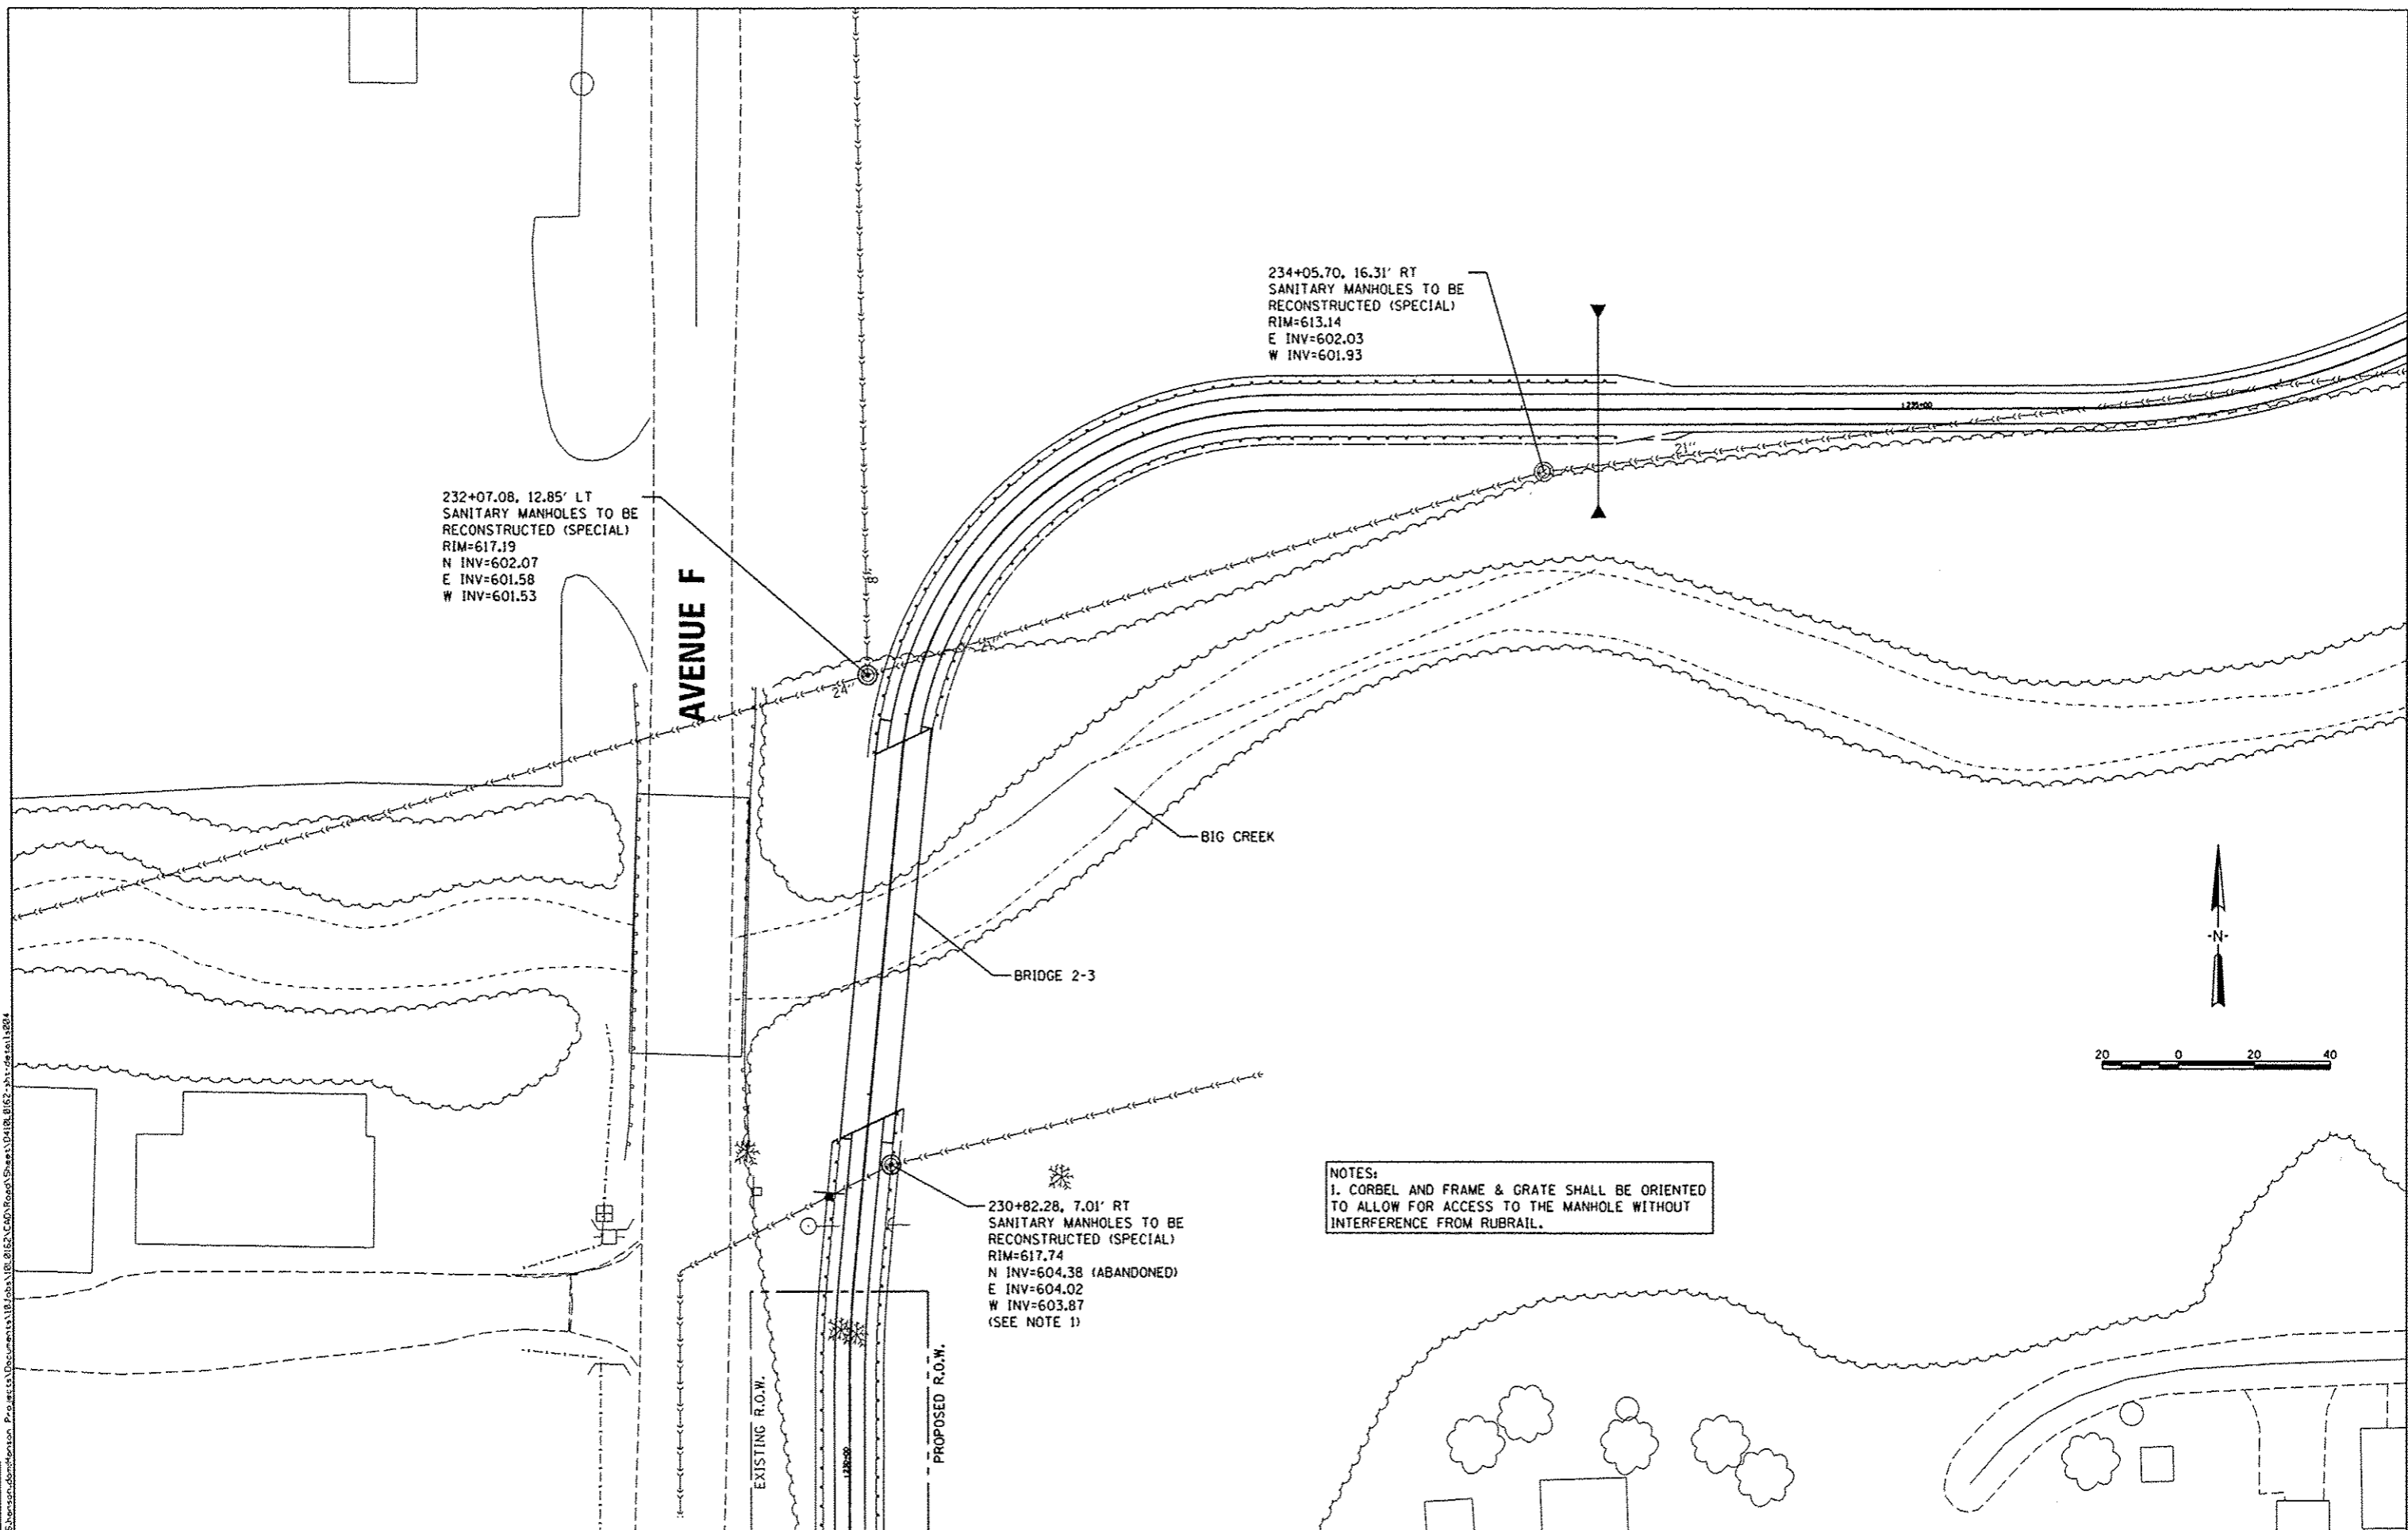 234+05.70, 16.31' RT
SANITARY MANHOLES TO BE
RECONSTRUCTED (SPECIAL)
RIM=613.14
E INV=602.03
W INV=601.93
21"
232+07.08, 12.85' LT
SANITARY MANHOLES TO BE
RECONSTRUCTED (SPECIAL)
RIM=617.19
N INV=602.07
E INV=601.58
W INV=601.53
AVENUE F
8"
24"
BIG CREEK
BRIDGE 2-3
-N-
20 0 20 40
230+82.28, 7.01' RT
SANITARY MANHOLES TO BE
RECONSTRUCTED (SPECIAL)
RIM=617.74
N INV=604.38 (ABANDONED)
E INV=604.02
W INV=603.87
(SEE NOTE 1)
NOTES:
1. CORBEL AND FRAME & GRATE SHALL BE ORIENTED
TO ALLOW FOR ACCESS TO THE MANHOLE WITHOUT
INTERFERENCE FROM RUBRAIL.
EXISTING R.O.W.
PROPOSED R.O.W.